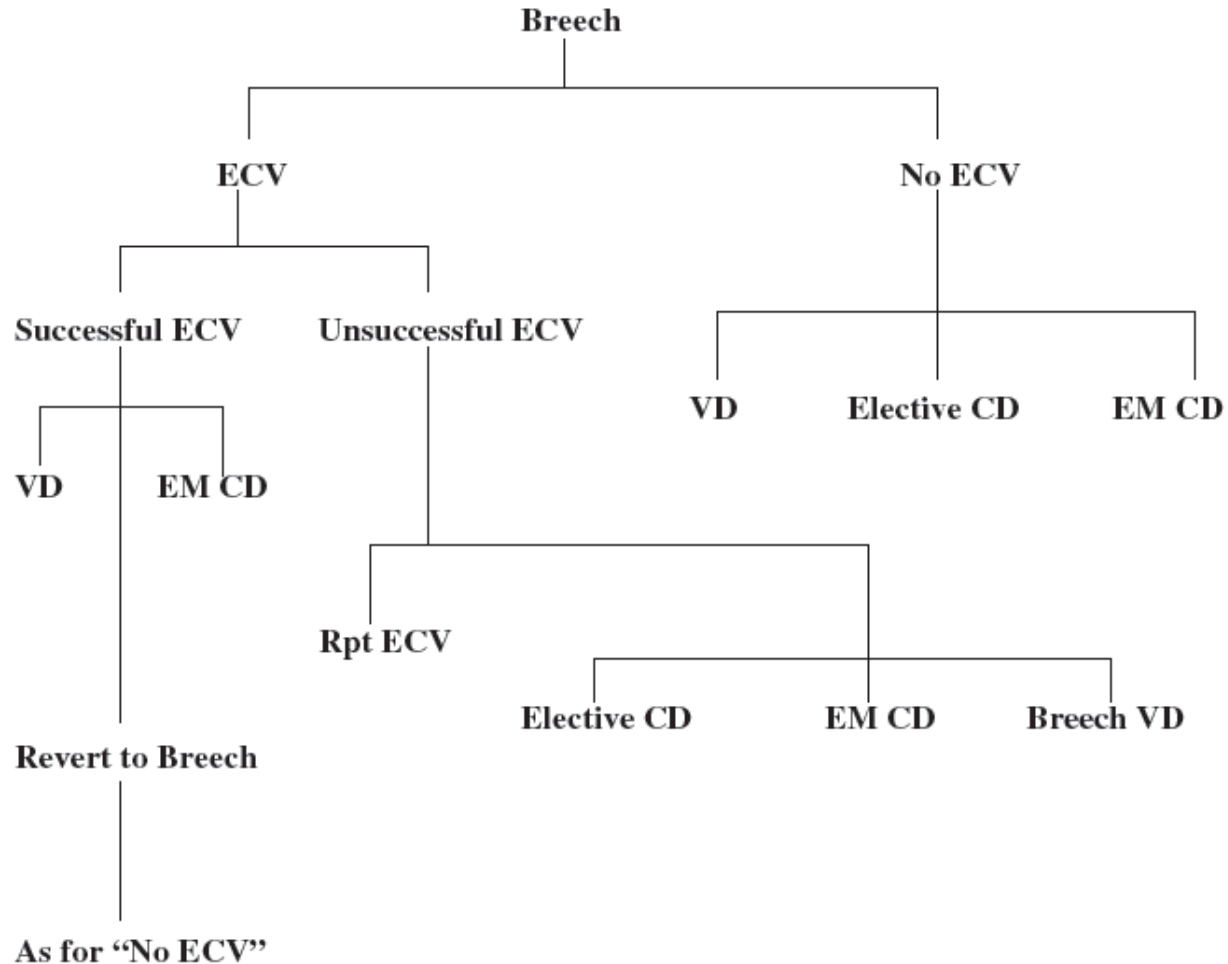 Breech
ECV
No ECV
Successful ECV
Unsuccessful ECV
VD
Elective CD
EM CD
VD
EM CD
Rpt ECV
Elective CD
EM CD
Breech VD
Revert to Breech
As for “No ECV”